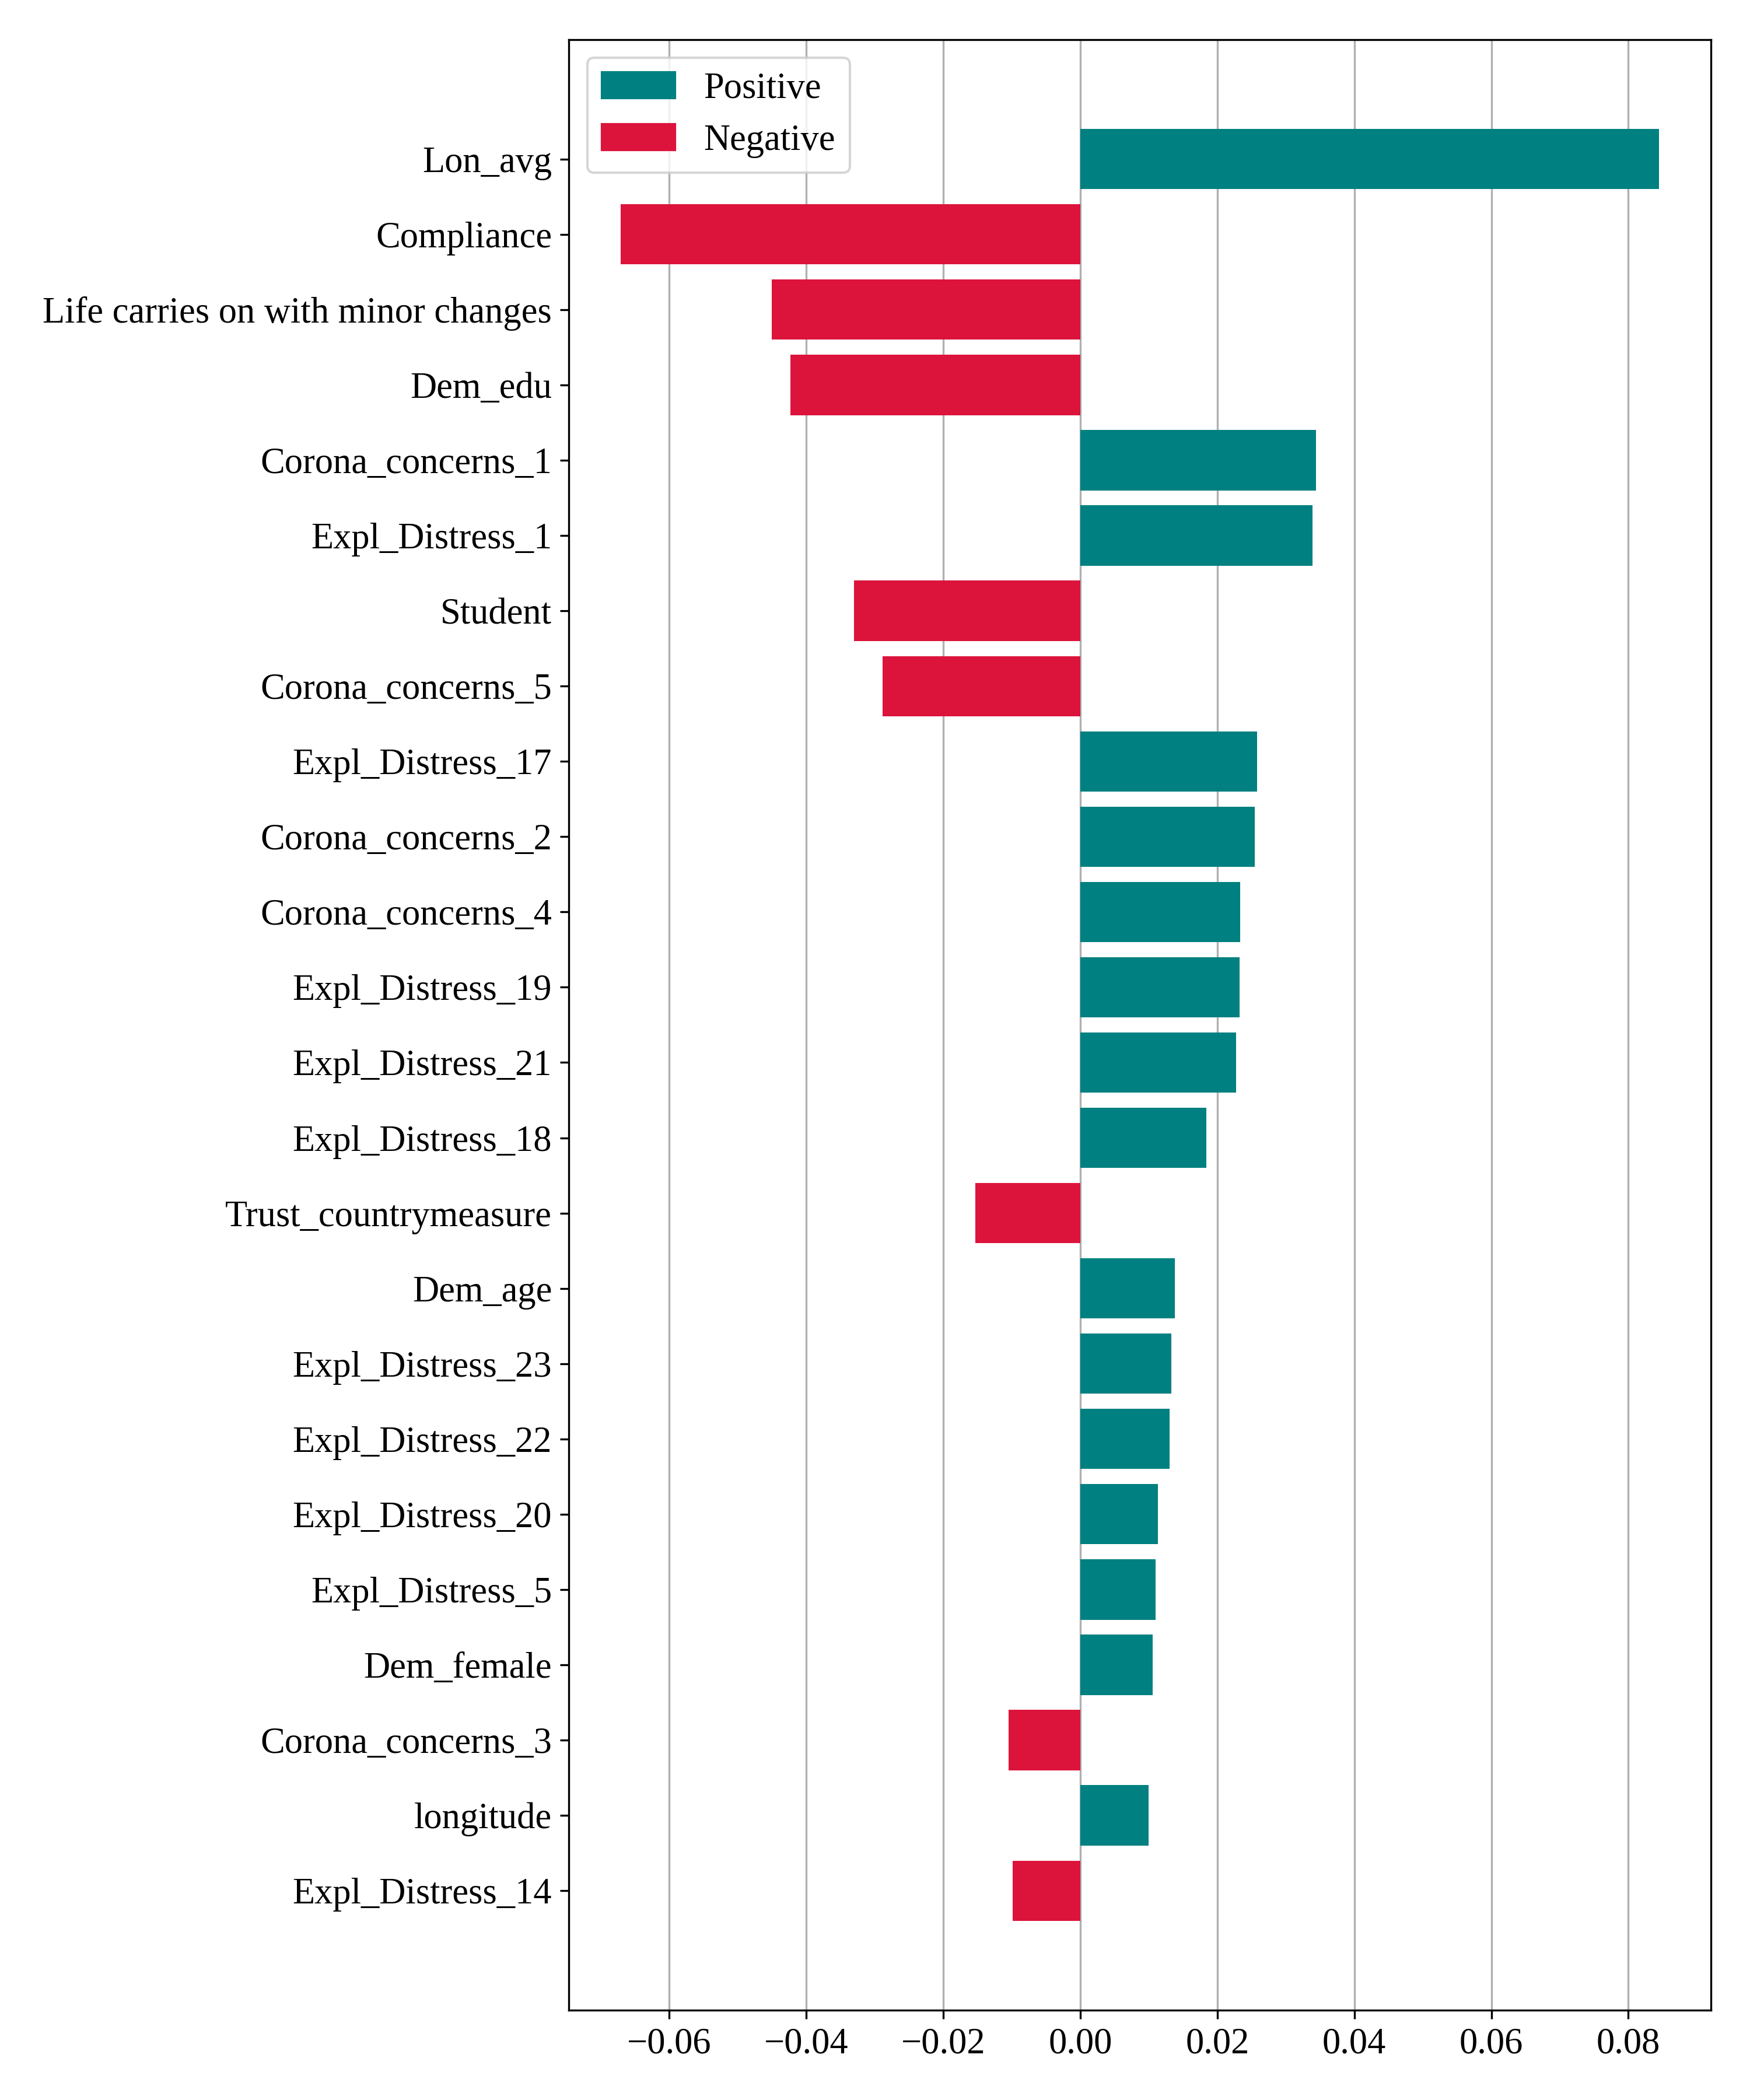 Positive
Negative
Lon_avg
Compliance
Life carries on with minor changes
Dem_edu
Corona_concerns_1
Expl_Distress_1
Student
Corona_concerns_5
Expl_Distress_17
Corona_concerns_2
Corona_concerns_4
Expl_Distress_19
Expl_Distress_21
Expl_Distress_18
Trust_countrymeasure
Dem_age
Expl_Distress_23
Expl_Distress_22
Expl_Distress_20
Expl_Distress_5
Dem_female
Corona_concerns_3
longitude
Expl_Distress_14
−0.06 −0.04 −0.02 0.00 0.02 0.04 0.06 0.08